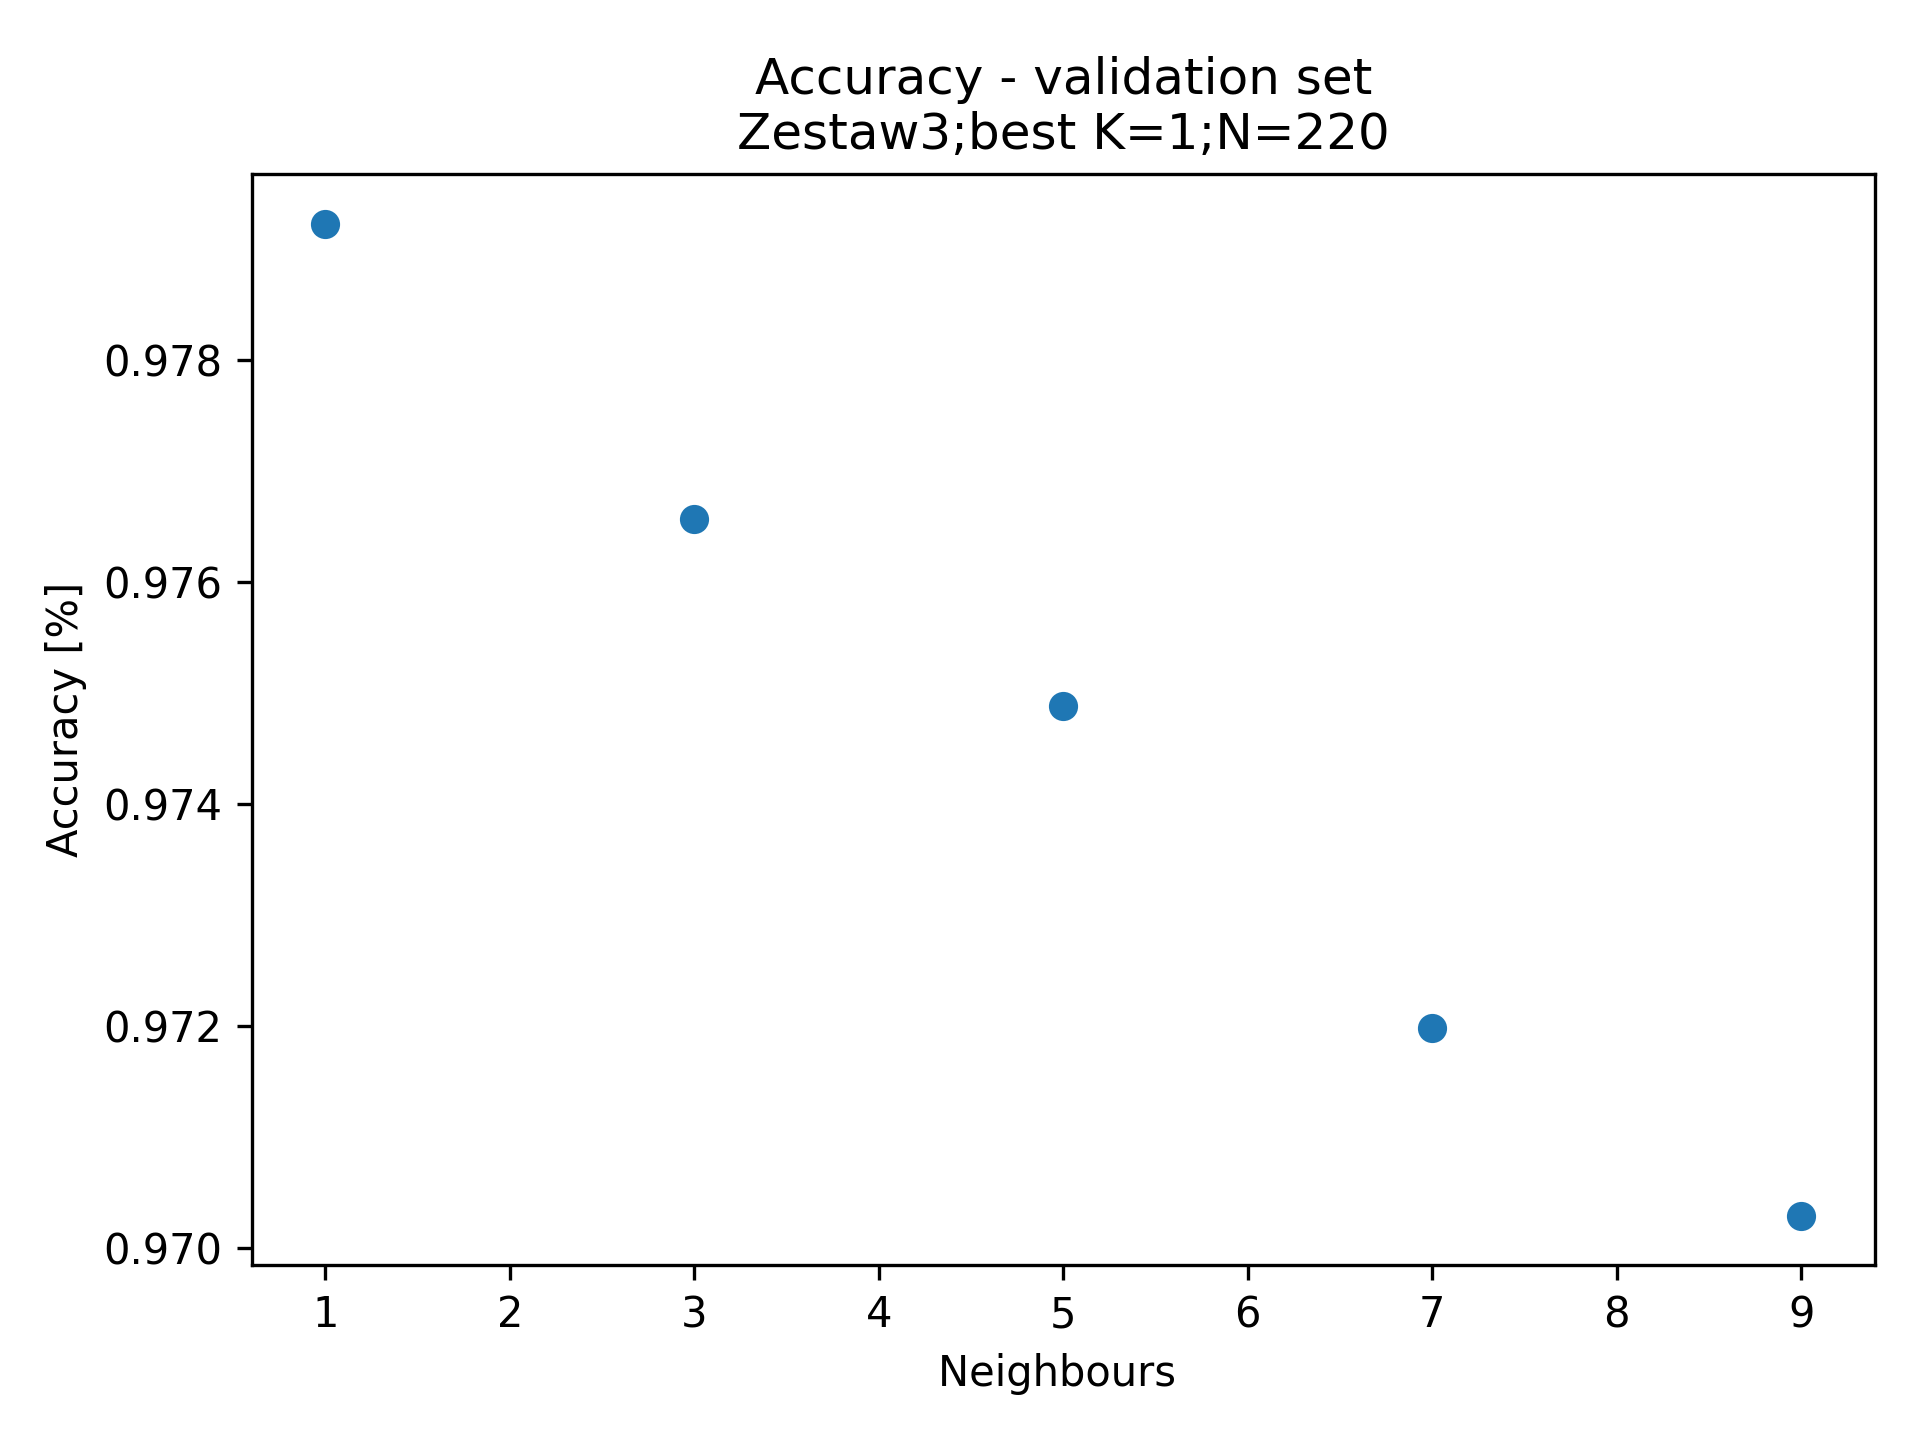 Accuracy - validation set
Zestaw3;best K=1;N=220
0.978
0.976
0.974
0.972
0.970
Accuracy [%]
1 2 3 4 5 6 7 8 9
Neighbours